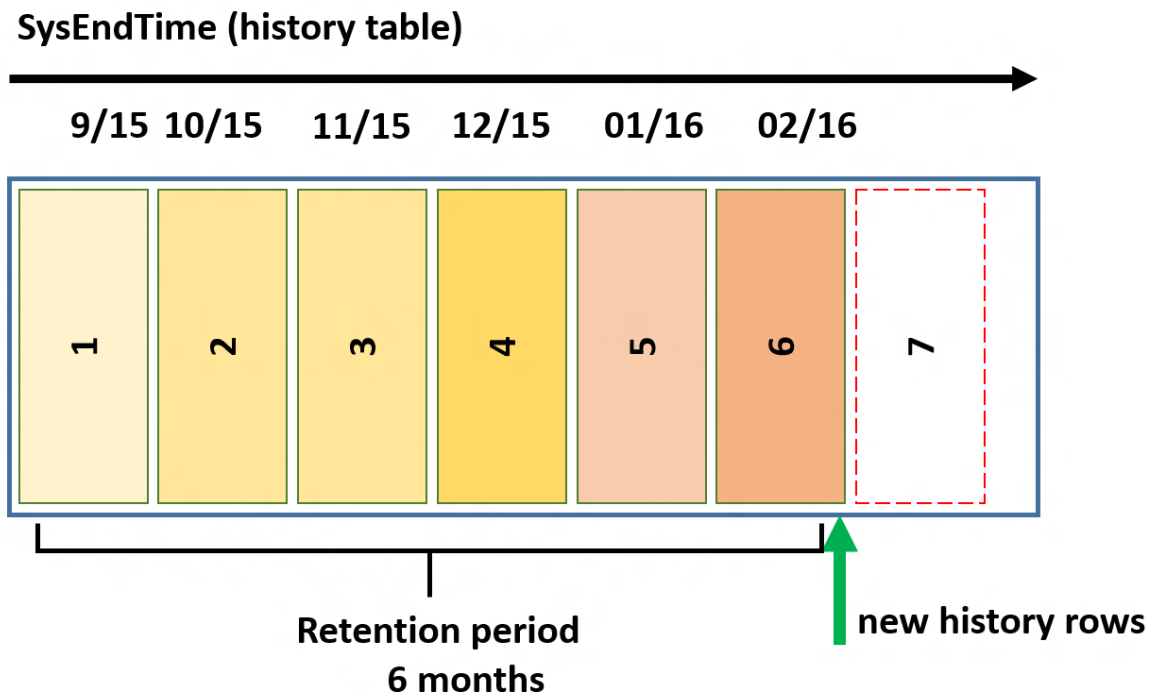 SysEndTime (history table)
9/15 10/15 11/15 12/15 01/16 02/16
1 2 3 4 5 6 7
new history rows
Retention period
6 months